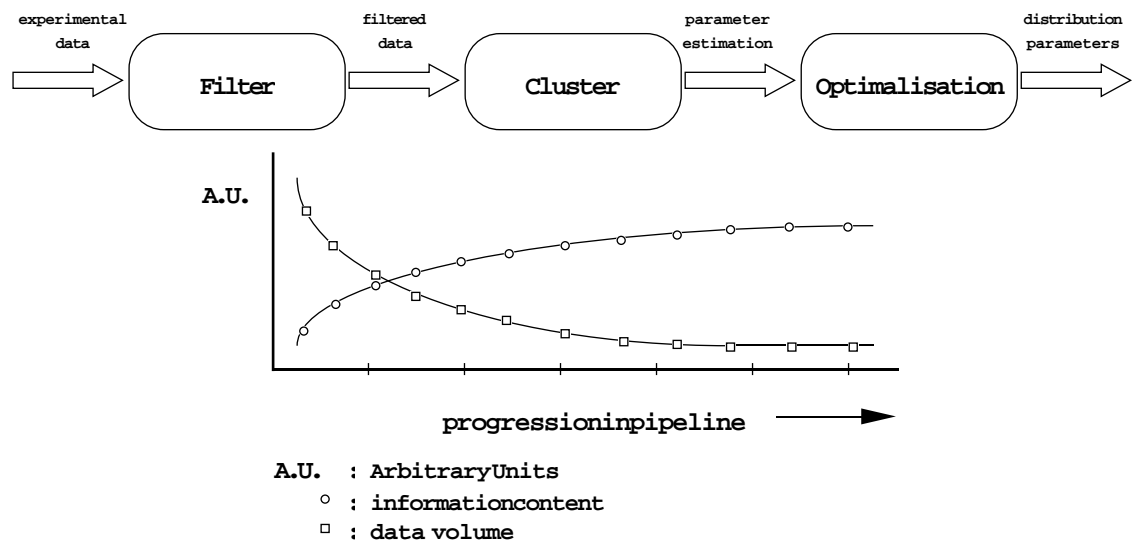 experimental
data
filtered
data
parameter
estimation
distribution
parameters
Filter
Cluster
Optimalisation
A.U.
progressioninpipeline
A.U. : ArbitraryUnits
: informationcontent
: data volume